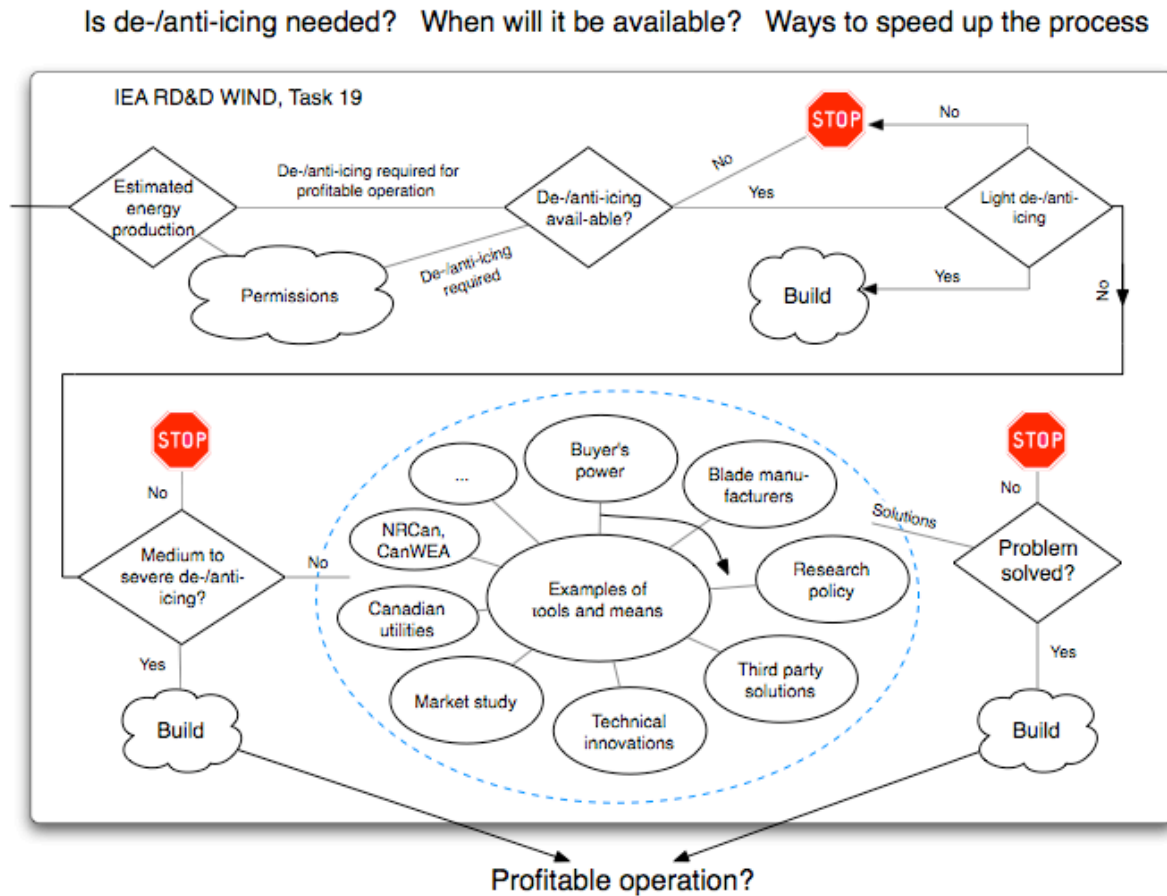 Is de-/anti-icing needed?   When will it be available?   Ways to speed up the process
IEA RD&D WIND, Task 19
STOP
No
No
De-/anti-icing required for
profitable operation
Estimated
energy
production
De-/anti-icing
avail-able?
Yes
Light de-/anti-
icing
De-/anti-icing
required
Permissions
Build
Yes
No
STOP
STOP
Buyer's
power
...
Blade manu-
facturers
No
No
Solutions
NRCan,
CanWEA
Medium to
severe de-/anti-
icing?
No
Problem
solved?
Examples of
tools and means
Research
policy
Canadian
utilities
Yes
Yes
Third party
solutions
Market study
Technical
innovations
Build
Build
Profitable operation?